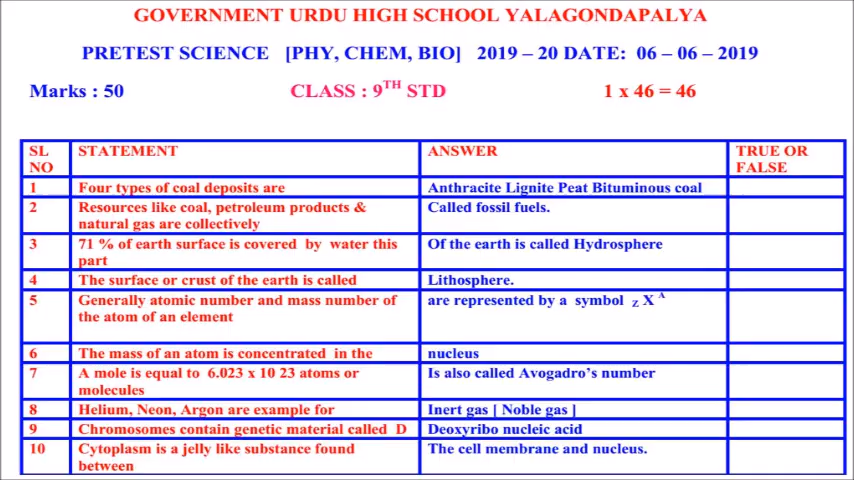 GOVERNMENT URDU HIGH SCHOOL YALAGONDAPALYA
PRETEST SCIENCE [PHY, CHEM, BIO] 2019 – 20 DATE: 06 – 06 – 2019
Marks : 50 CLASS : 9TH STD 1 x 46 = 46
SL NO STATEMENT ANSWER TRUE OR FALSE
1 Four types of coal deposits are Anthracite Lignite Peat Bituminous coal
2 Resources like coal, petroleum products & Called fossil fuels.
natural gas are collectively
3 71 % of earth surface is covered by water this Of the earth is called Hydrosphere
part
4 The surface or crust of the earth is called Lithosphere.
5 Generally atomic number and mass number of are represented by a symbol Z X A
the atom of an element
6 The mass of an atom is concentrated in the nucleus
7 A mole is equal to 6.023 x 10 23 atoms or Is also called Avogadro's number
molecules
8 Helium, Neon, Argon are example for Inert gas [ Noble gas ]
9 Chromosomes contain genetic material called D Deoxyribo nucleic acid
10 Cytoplasm is a jelly like substance found The cell membrane and nucleus.
between